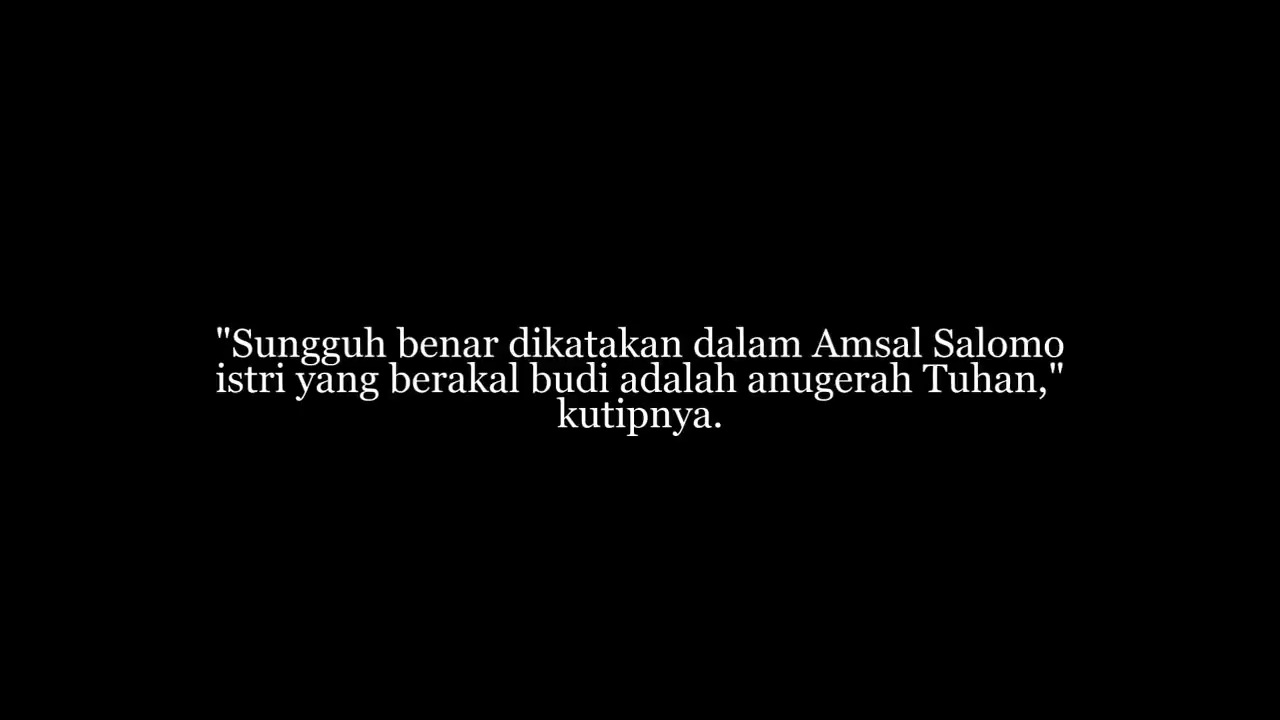 "Sungguh benar dikatakan dalam Amsal Salomo
istri yang berakal budi adalah anugerah Tuhan,"
kutipnya.